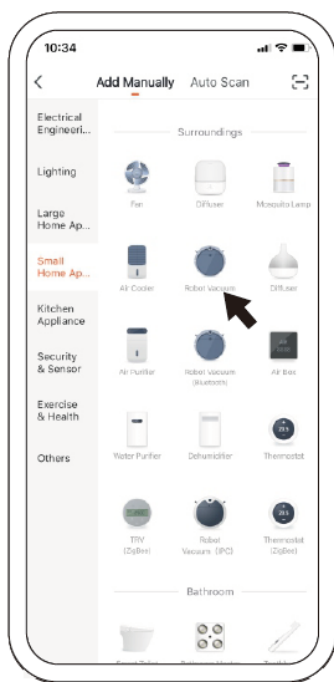 10:34
Add Manually
Auto Scan
Electrical
Engineeri...
Lighting
Large
Home Ap...
Small
Home Ap...
Kitchen
Appliance
Security
& Sensor
Exercise
& Health
Others
Surroundings
Fan
Diffuser
Mosquito Lamp
Air Cooler
Robot Vacuum
Diffuser
Air Purifier
Robot Vacuum
(Bluetooth)
Air Box
Water Purifier
Dehumidifier
Thermostat
TRV
(ZigBee)
Robot
Vacuum (IPC)
Thermostat
(ZigBee)
Bathroom